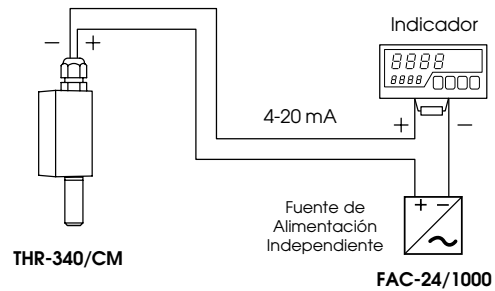 Indicador
− +
8888
8888
4-20 mA
+ −
+ −
Fuente de
Alimentación
Independiente
THR-340/CM
FAC-24/1000